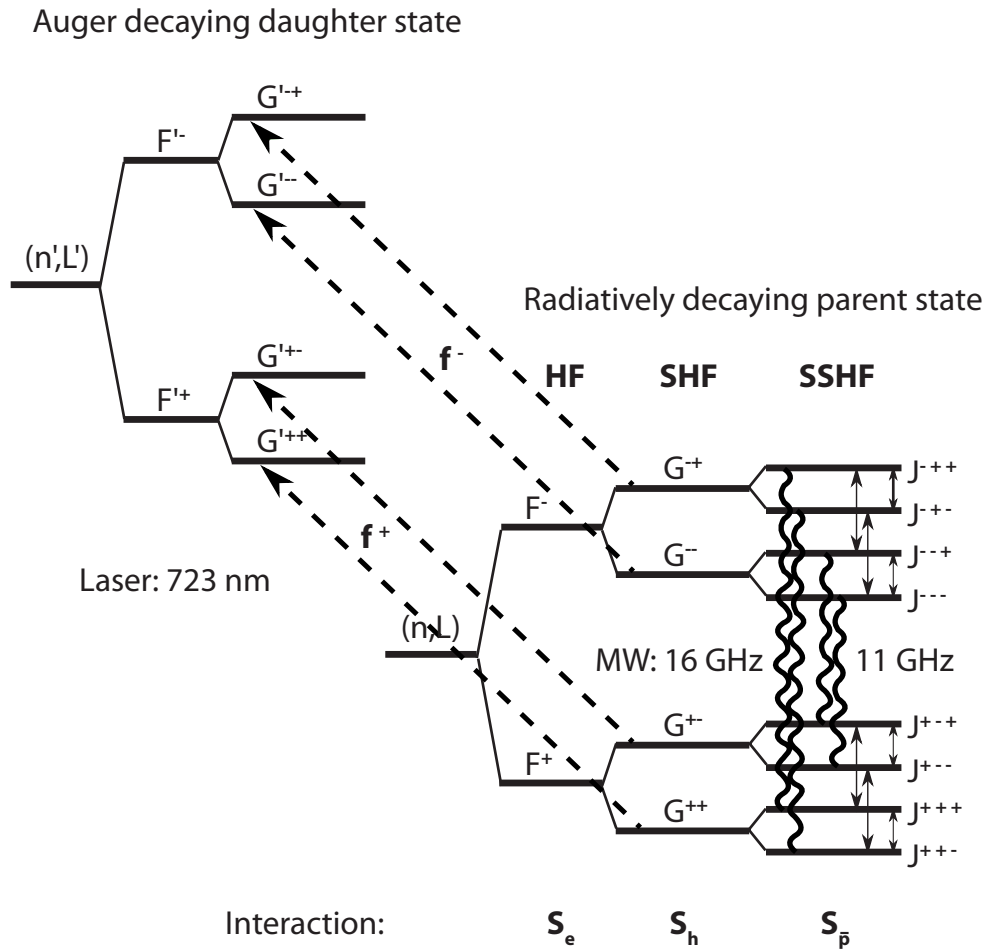 Auger decaying daughter state
G'⁻⁺
F'⁻
G'⁻⁻
(n',L')
Radiatively decaying parent state
G'⁺⁻
f ⁻
HF SHF SSHF
F'⁺
G'⁺⁺
G⁻⁺
J⁻⁺⁺
F⁻
J⁻⁺⁻
f ⁺
G⁻⁻
J⁻⁻⁺
Laser: 723 nm
J⁻⁻⁻
(n,L)
MW: 16 GHz 11 GHz
G⁺⁻
J⁺⁻⁺
F⁺
J⁺⁻⁻
G⁺⁺
J⁺⁺⁺
J⁺⁺⁻
Interaction: Sₑ Sₕ S_p̄